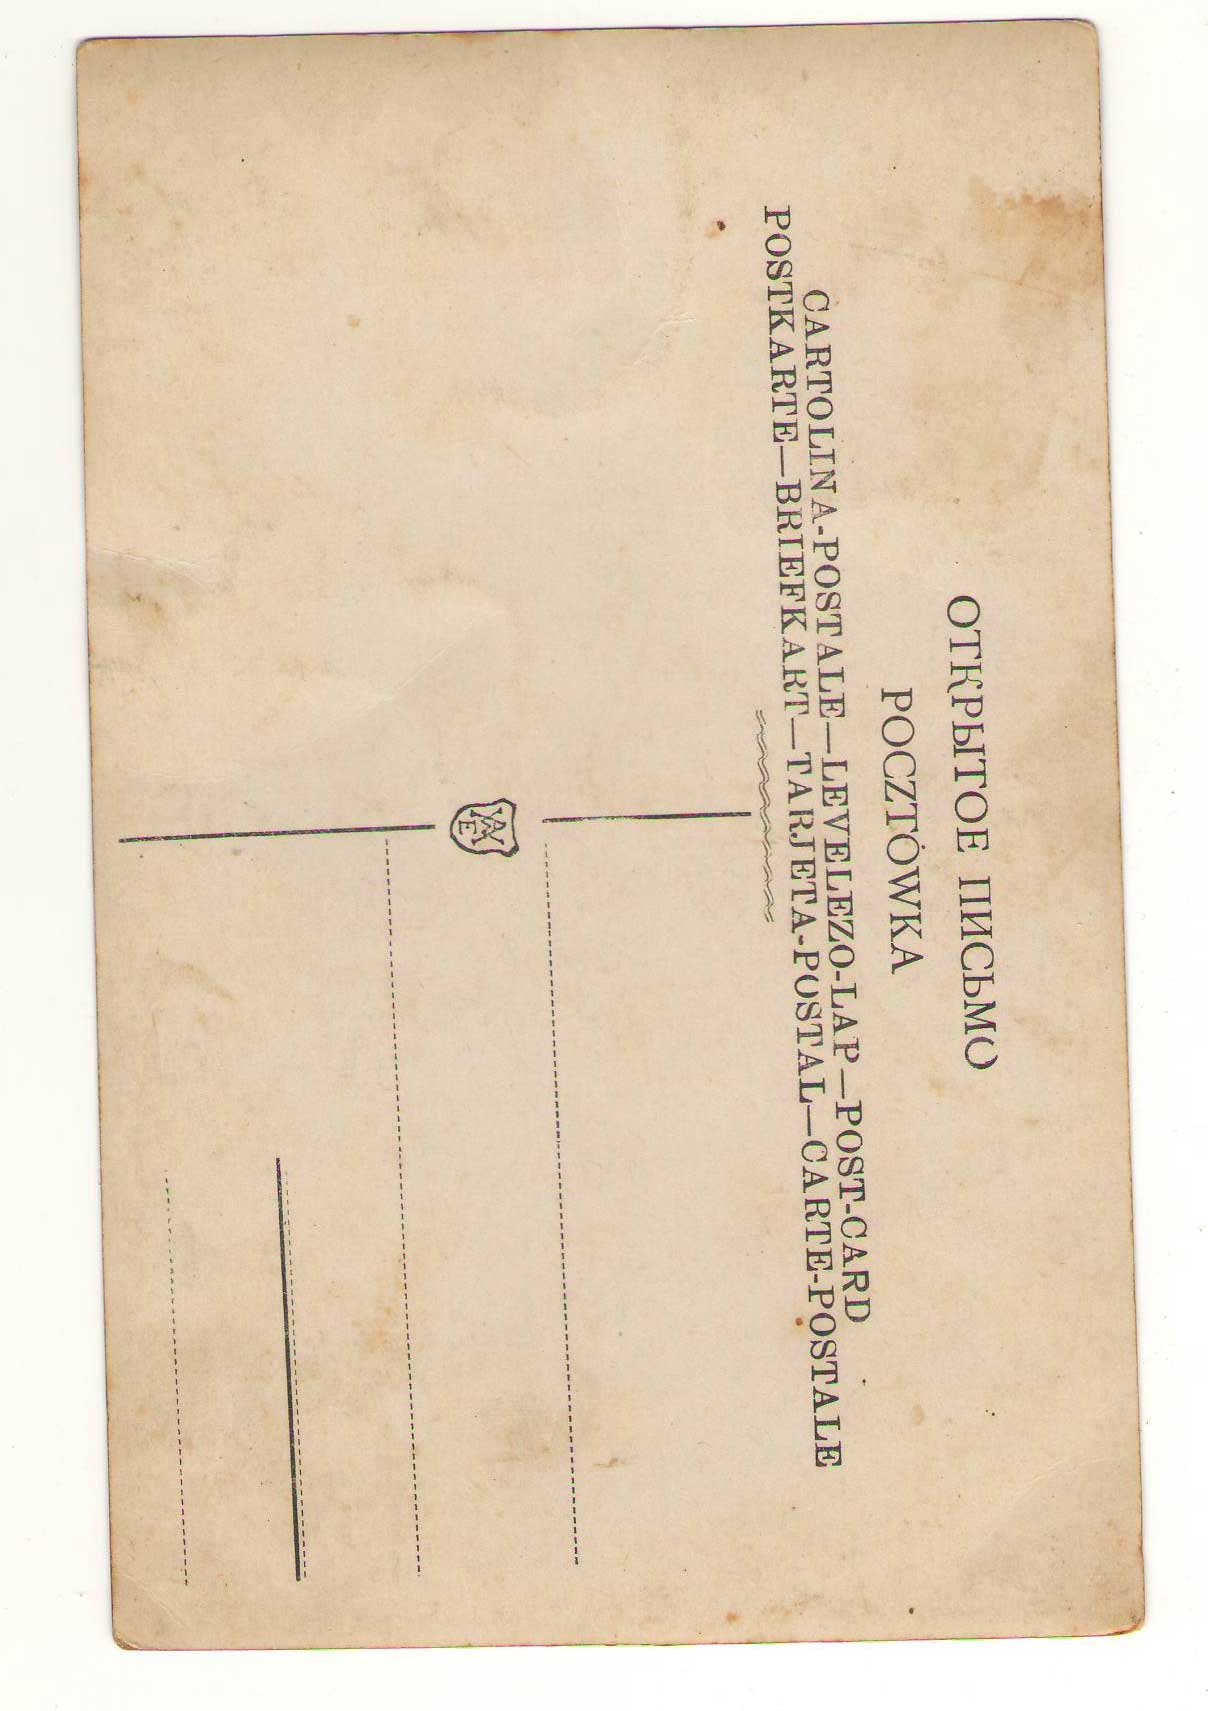 ОТКРЫТОЕ ПИСЬМО
POCZTÓWKA
CARTOLINA-POSTALE—LEVELEZO-LAP—POST-CARD
POSTKARTE—BRIEFKART—TARJETA-POSTAL—CARTE-POSTALE